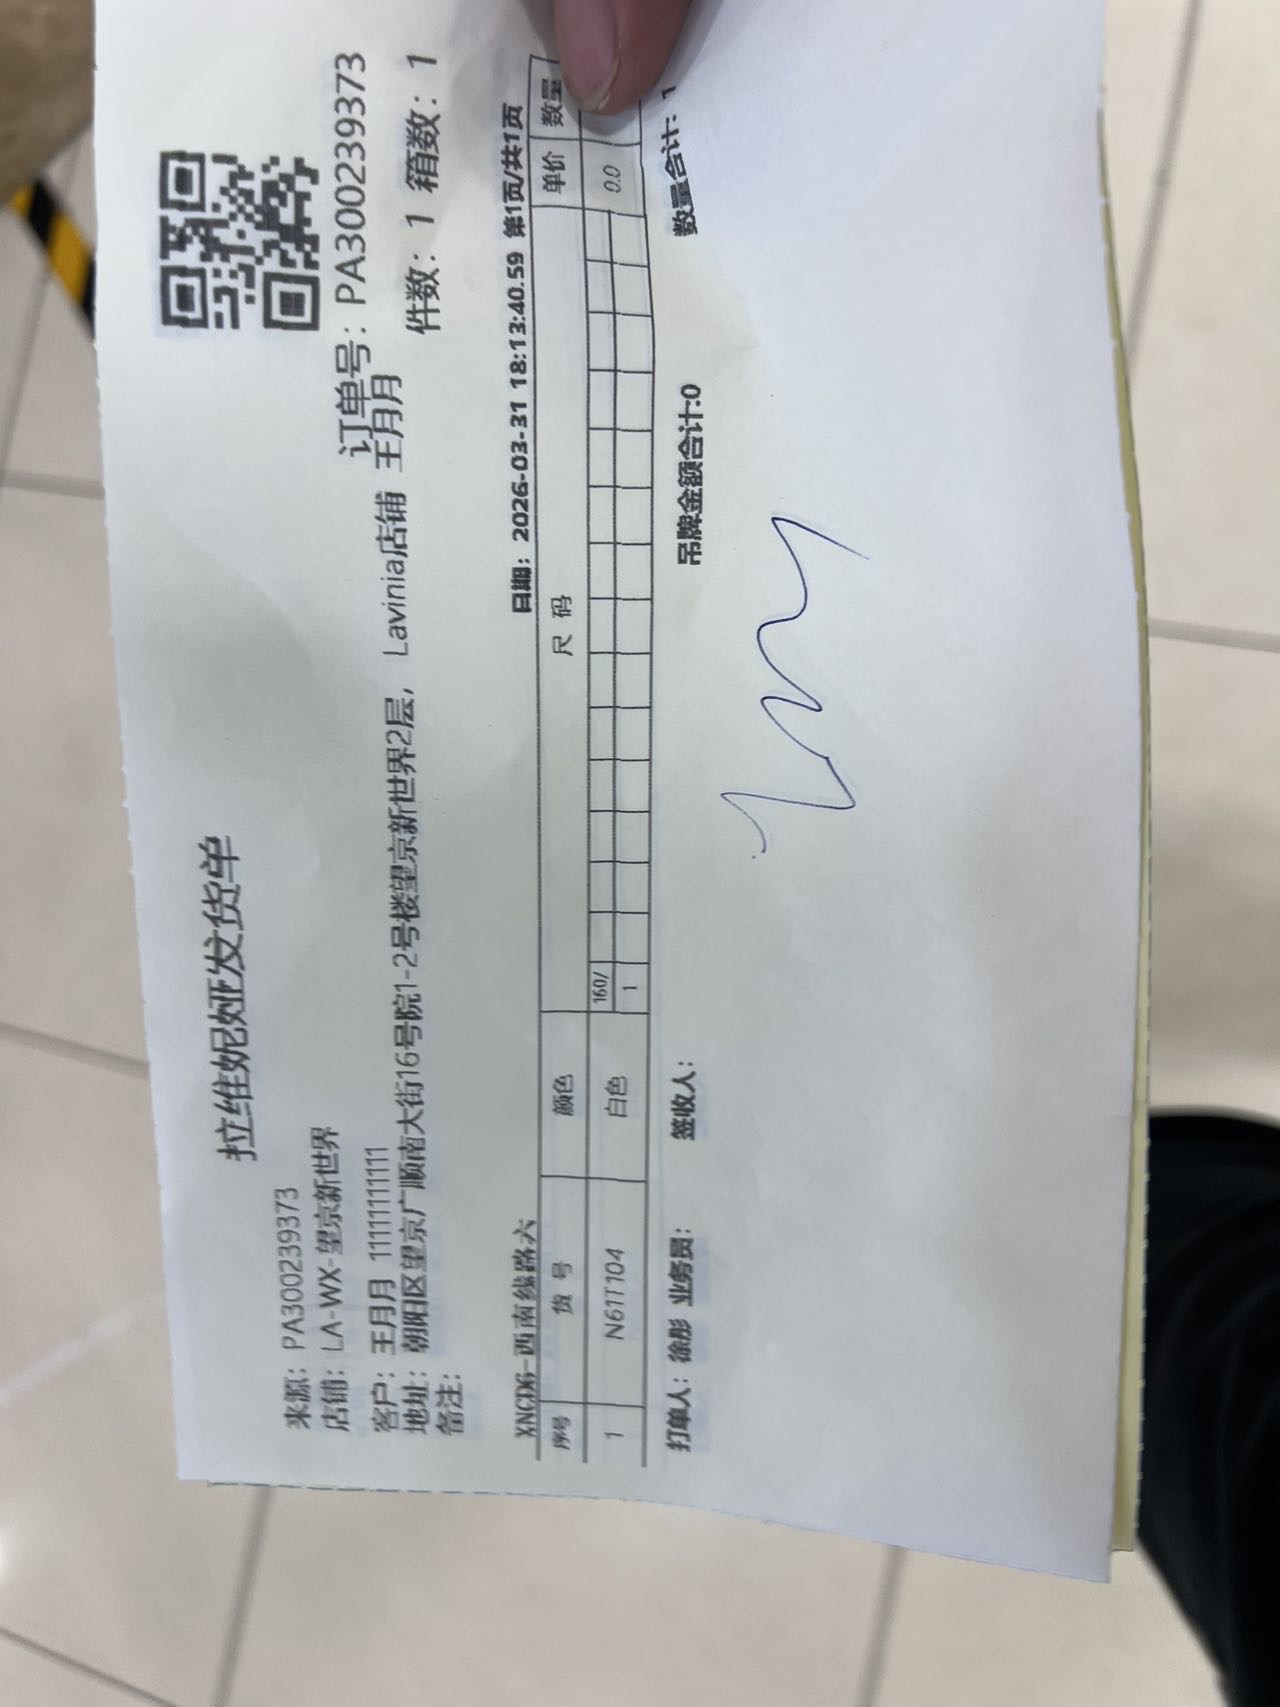 拉维妮娅发货单
来源：PA300239373
订单号：PA300239373
店铺：LA-WX-望京新世界
王月月
客户：王月月 11111111111
件数：1 箱数：1
地址：朝阳区望京广顺南大街16号院1-2号楼望京新世界2层， Lavinia店铺
备注：
XNCD6-西南线路六 日期：2026-03-31 18:13:40.59 第1页/共1页
序号 货号 颜色 尺码 单价 数量
160/
1 N61T104 白色 1 0.0
打单人：徐彤 业务员： 签收人： 吊牌金额合计:0 数量合计: 1